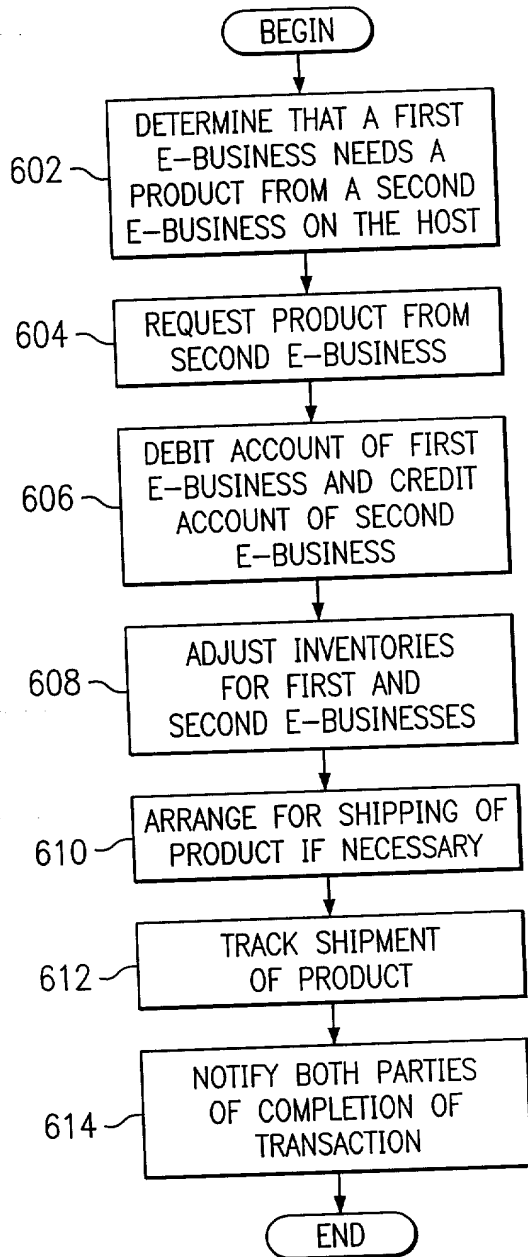 BEGIN
602
DETERMINE THAT A FIRST
E-BUSINESS NEEDS A
PRODUCT FROM A SECOND
E-BUSINESS ON THE HOST
604
REQUEST PRODUCT FROM
SECOND E-BUSINESS
606
DEBIT ACCOUNT OF FIRST
E-BUSINESS AND CREDIT
ACCOUNT OF SECOND
E-BUSINESS
608
ADJUST INVENTORIES
FOR FIRST AND
SECOND E-BUSINESSES
610
ARRANGE FOR SHIPPING OF
PRODUCT IF NECESSARY
612
TRACK SHIPMENT
OF PRODUCT
614
NOTIFY BOTH PARTIES
OF COMPLETION OF
TRANSACTION
END